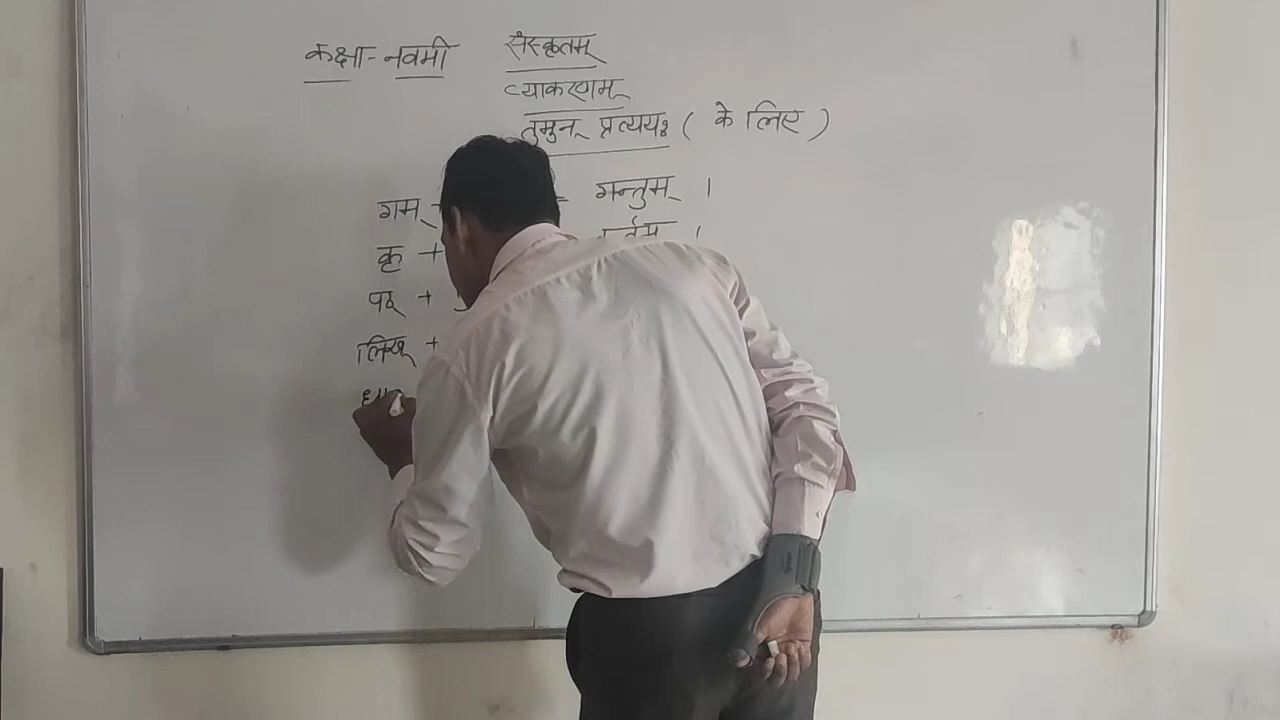 कक्षा-नवमी संस्कृतम्
व्याकरणम्
तुमुन् प्रत्ययः ( के लिए )
गम् = गन्तुम् ।
कृ + ।
पठ् +
लिख् +